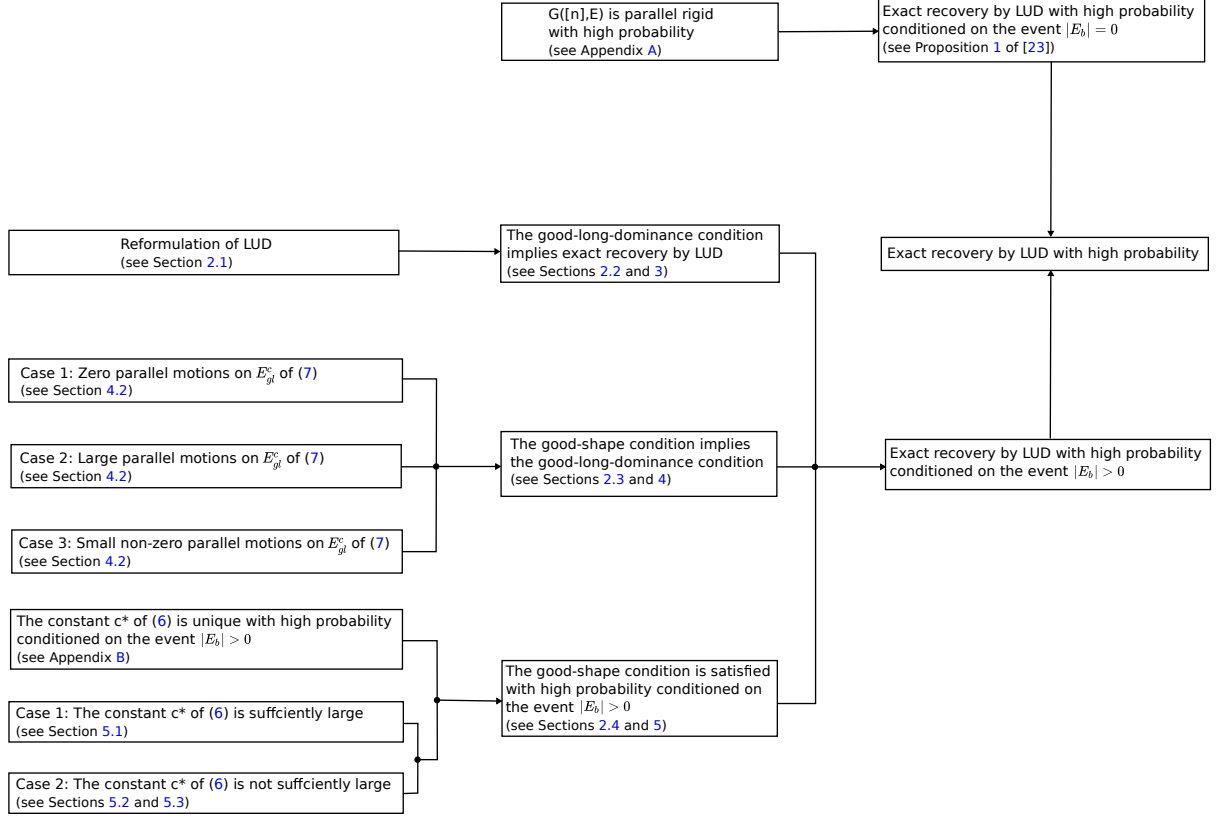 G([n],E) is parallel rigid
with high probability
(see Appendix A)
Exact recovery by LUD with high probability
conditioned on the event |E_b| = 0
(see Proposition 1 of [23])
Reformulation of LUD
(see Section 2.1)
The good-long-dominance condition
implies exact recovery by LUD
(see Sections 2.2 and 3)
Exact recovery by LUD with high probability
Case 1: Zero parallel motions on E_{gl}^c of (7)
(see Section 4.2)
Case 2: Large parallel motions on E_{gl}^c of (7)
(see Section 4.2)
Case 3: Small non-zero parallel motions on E_{gl}^c of (7)
(see Section 4.2)
The good-shape condition implies
the good-long-dominance condition
(see Sections 2.3 and 4)
Exact recovery by LUD with high probability
conditioned on the event |E_b| > 0
The constant c* of (6) is unique with high probability
conditioned on the event |E_b| > 0
(see Appendix B)
Case 1: The constant c* of (6) is suffciently large
(see Section 5.1)
Case 2: The constant c* of (6) is not suffciently large
(see Sections 5.2 and 5.3)
The good-shape condition is satisfied
with high probability conditioned on
the event |E_b| > 0
(see Sections 2.4 and 5)